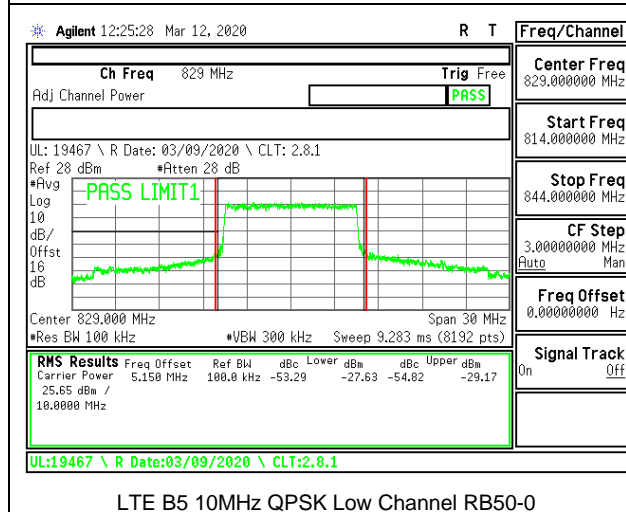 Agilent 12:25:28 Mar 12, 2020 R T
Freq/Channel
Ch Freq 829 MHz Trig Free
Adj Channel Power PASS
UL: 19467 \ R Date: 03/09/2020 \ CLT: 2.8.1
Ref 28 dBm #Atten 28 dB
#Avg
Log
10
dB/
Offst
16
dB
PASS LIMIT1
Center 829.000 MHz Span 30 MHz
#Res BW 100 kHz #VBW 300 kHz Sweep 9.283 ms (8192 pts)
RMS Results Freq Offset Ref BW dBc Lower dBm dBc Upper dBm
Carrier Power 5.150 MHz 100.0 kHz -53.29 -27.63 -54.82 -29.17
25.65 dBm /
10.0000 MHz
UL:19467 \ R Date:03/09/2020 \ CLT:2.8.1
Center Freq
829.000000 MHz
Start Freq
814.000000 MHz
Stop Freq
844.000000 MHz
CF Step
3.00000000 MHz
Auto Man
Freq Offset
0.00000000 Hz
Signal Track
On Off
LTE B5 10MHz QPSK Low Channel RB50-0